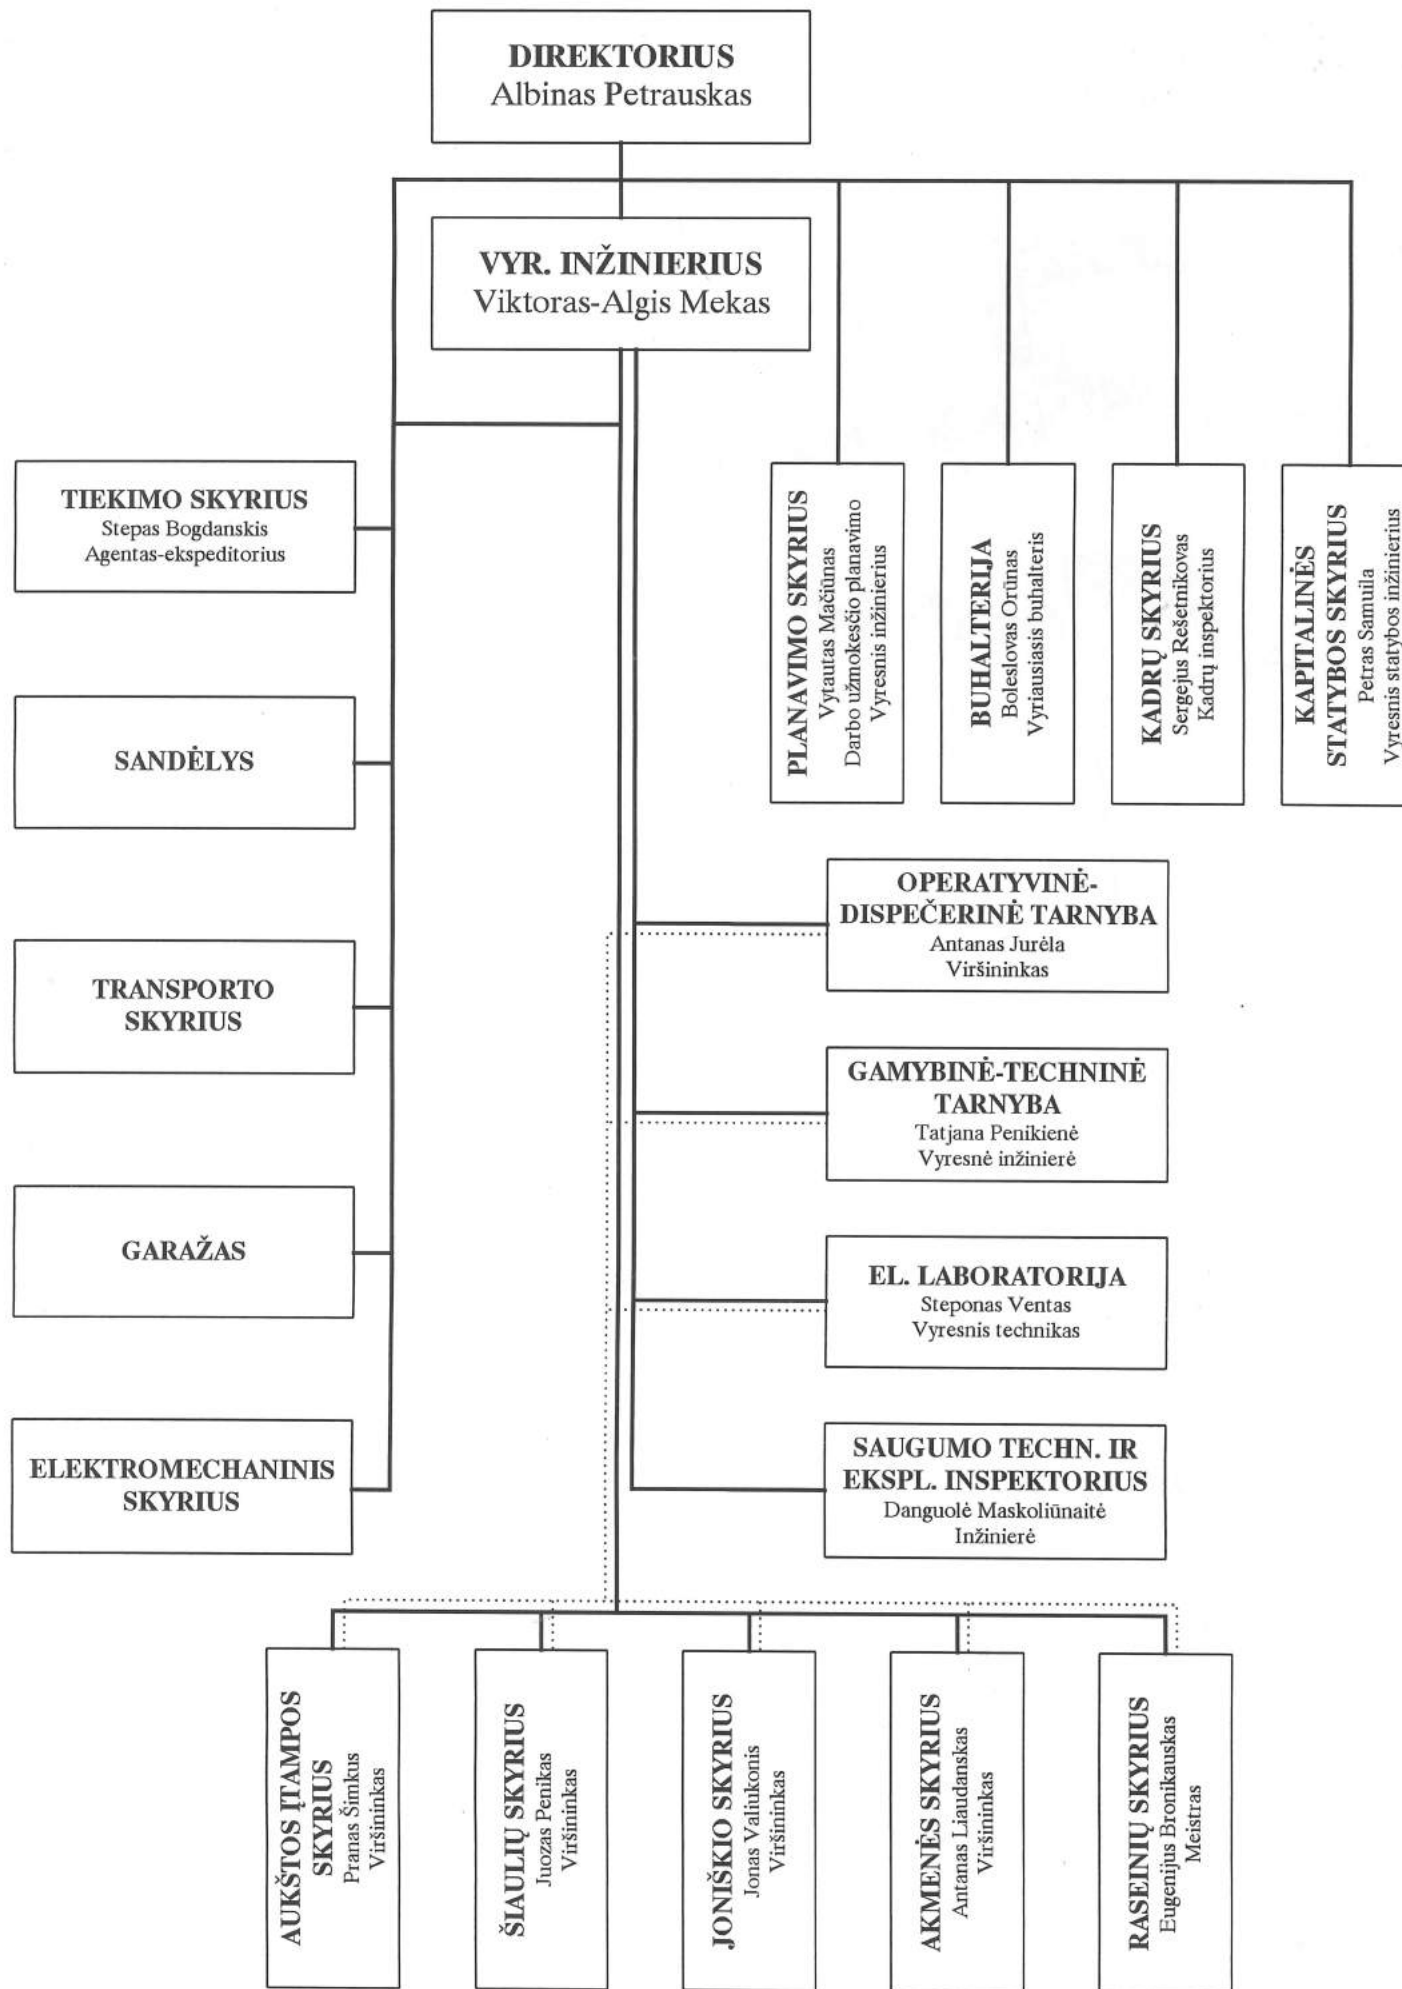 DIREKTORIUS
Albinas Petrauskas
VYR. INŽINIERIUS
Viktoras-Algis Mekas
TIEKIMO SKYRIUS
Stepas Bogdanskis
Agentas-ekspeditorius
SANDĖLYS
TRANSPORTO
SKYRIUS
GARAŽAS
ELEKTROMECHANINIS
SKYRIUS
PLANAVIMO SKYRIUS
Vytautas Mačiūnas
Darbo užmokesčio planavimo
Vyresnis inžinierius
BUHALTERIJA
Boleslovas Orūnas
Vyriausiasis buhalteris
KADRŲ SKYRIUS
Sergejus Rešetnikovas
Kadrų inspektorius
KAPITALINĖS
STATYBOS SKYRIUS
Petras Samuila
Vyresnis statybos inžinierius
OPERATYVINĖ-
DISPEČERINĖ TARNYBA
Antanas Jurėla
Viršininkas
GAMYBINĖ-TECHNINĖ
TARNYBA
Tatjana Penikienė
Vyresnė inžinierė
EL. LABORATORIJA
Steponas Ventas
Vyresnis technikas
SAUGUMO TECHN. IR
EKSPL. INSPEKTORIUS
Danguolė Maskoliūnaitė
Inžinierė
AUKŠTOS ĮTAMPOS
SKYRIUS
Pranas Šimkus
Viršininkas
ŠIAULIŲ SKYRIUS
Juozas Penikas
Viršininkas
JONIŠKIO SKYRIUS
Jonas Valiukonis
Viršininkas
AKMENĖS SKYRIUS
Antanas Liaudanskas
Viršininkas
RASEINIŲ SKYRIUS
Eugenijus Bronikauskas
Meistras